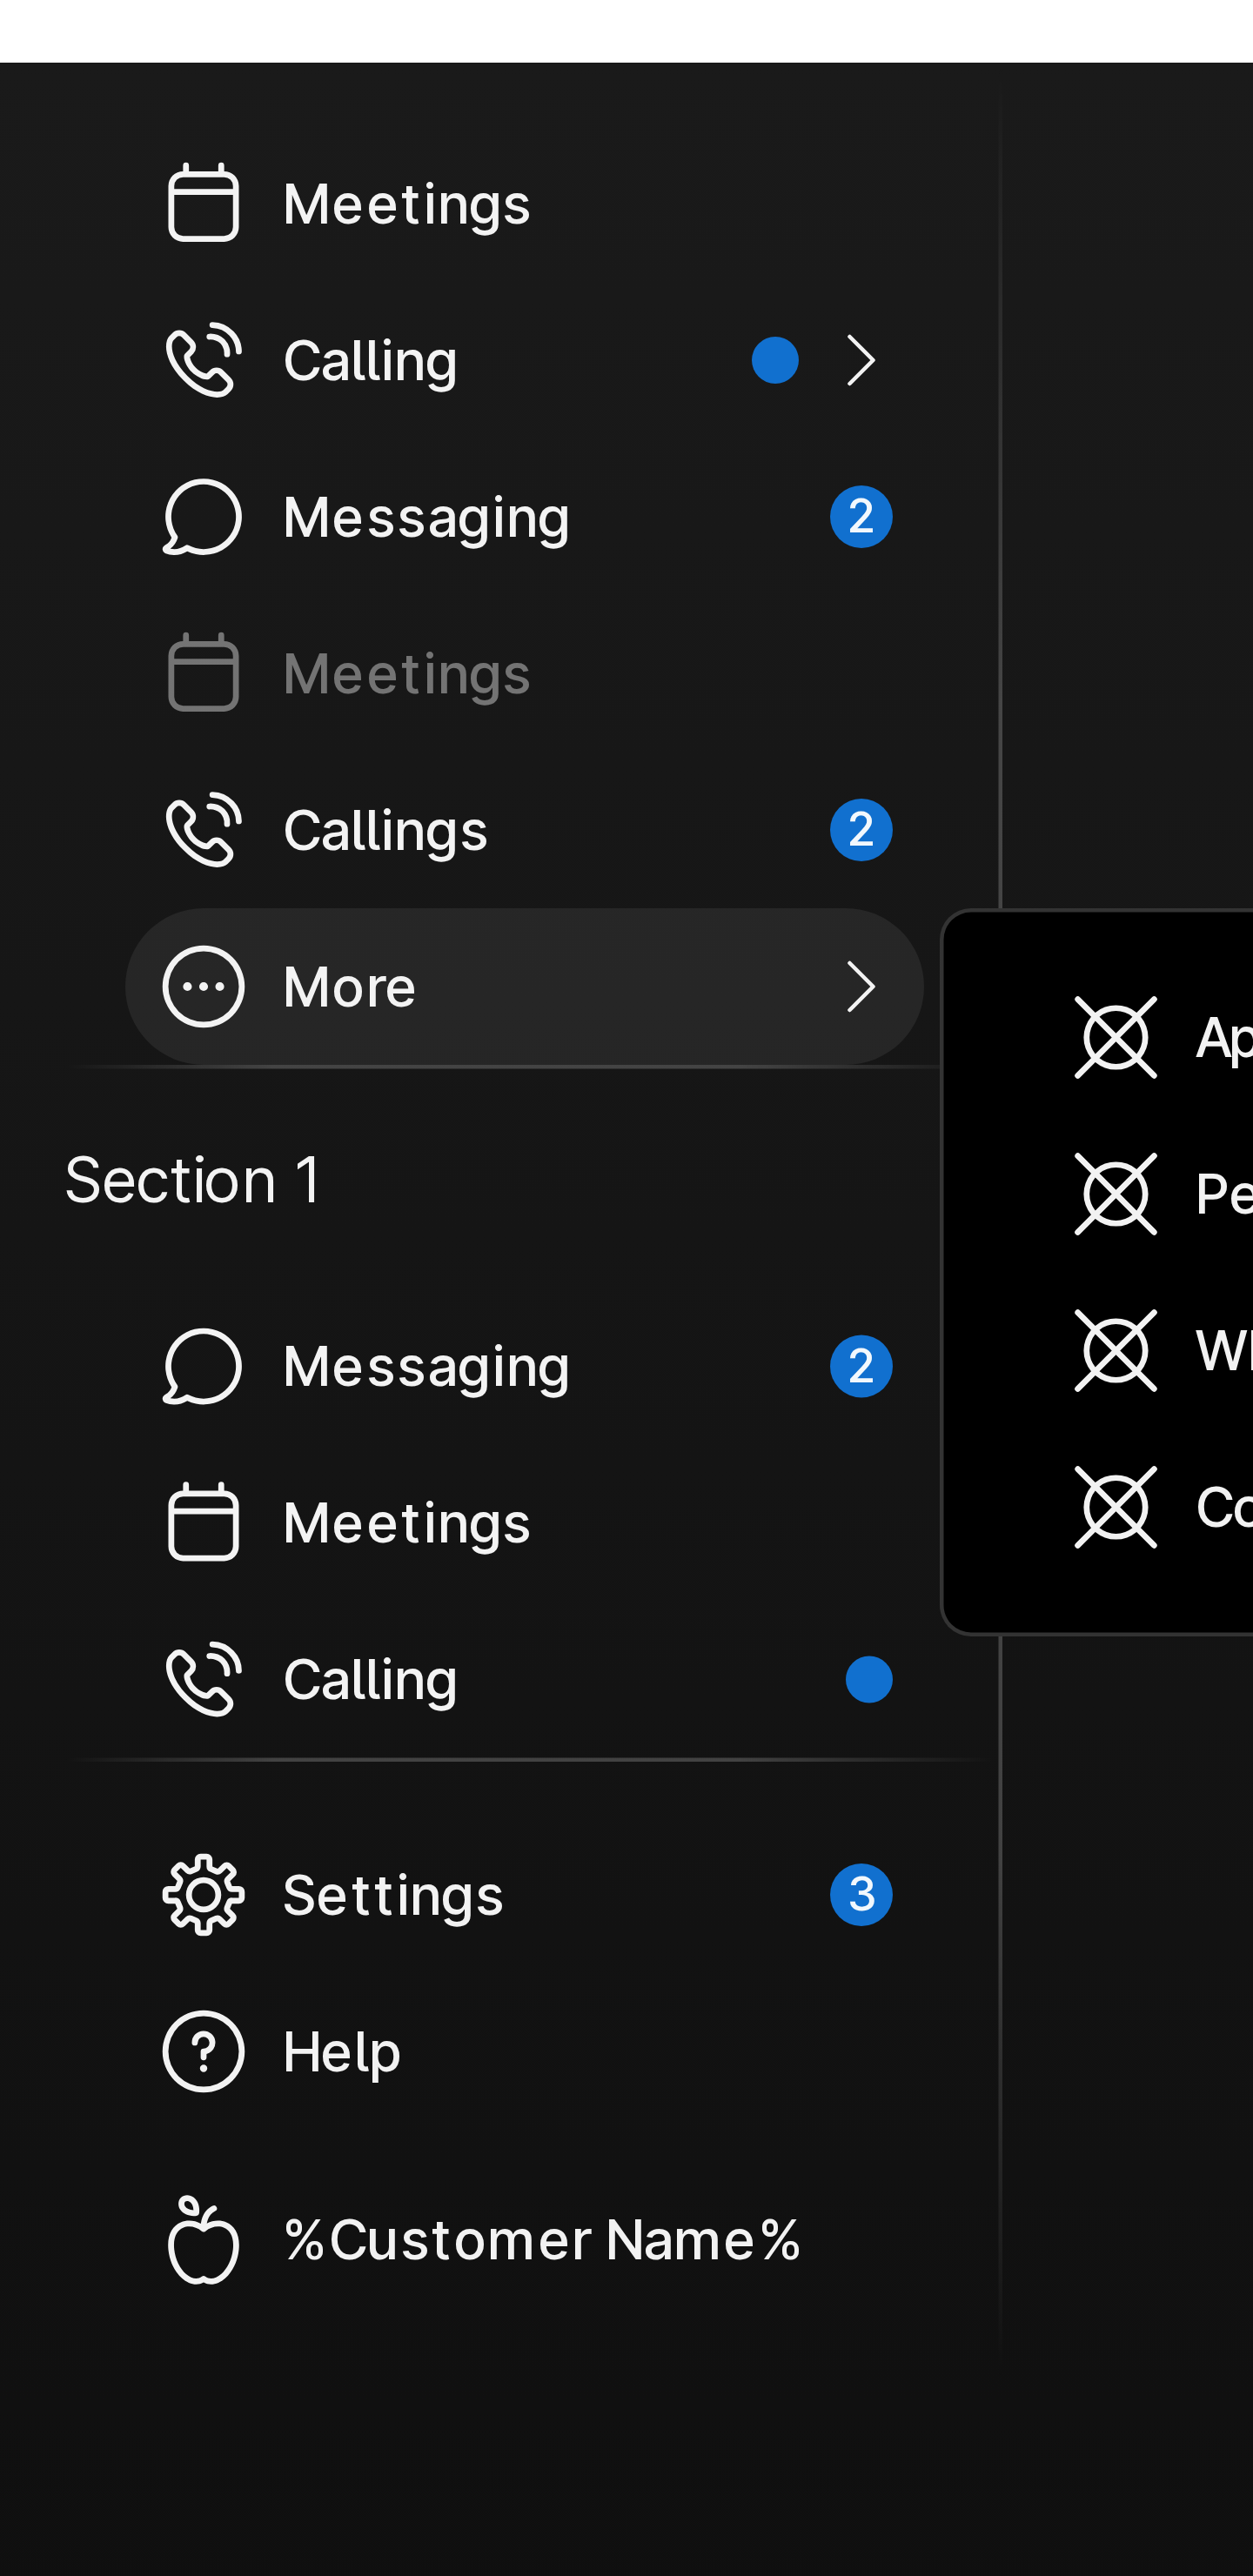 Meetings
Calling
Messaging 2
Meetings
Callings 2
More
Section 1
Messaging 2
Meetings
Calling
Settings 3
Help
%Customer Name%